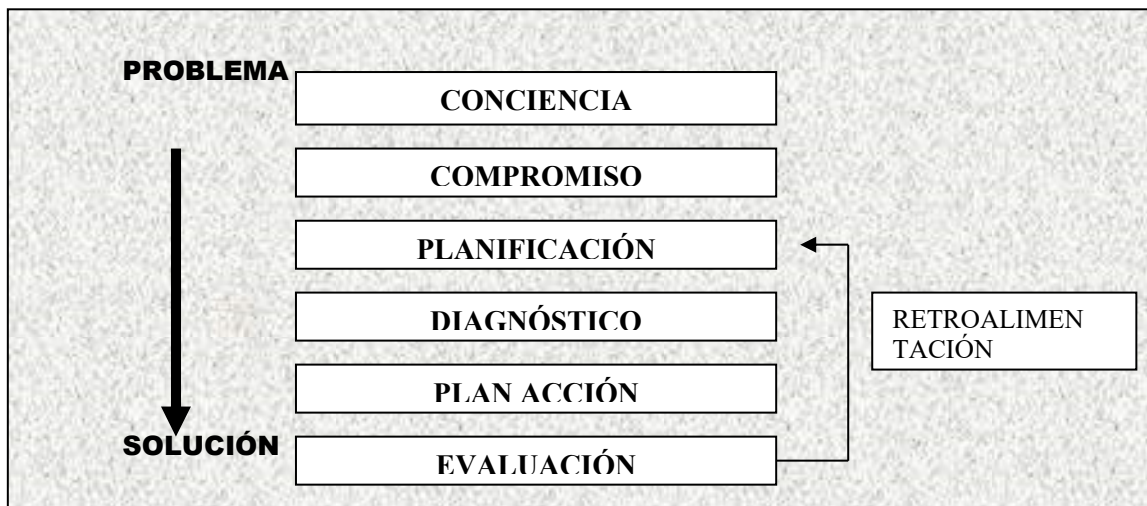 PROBLEMA
CONCIENCIA
COMPROMISO
PLANIFICACIÓN
DIAGNÓSTICO
RETROALIMEN
TACIÓN
PLAN ACCIÓN
SOLUCIÓN
EVALUACIÓN